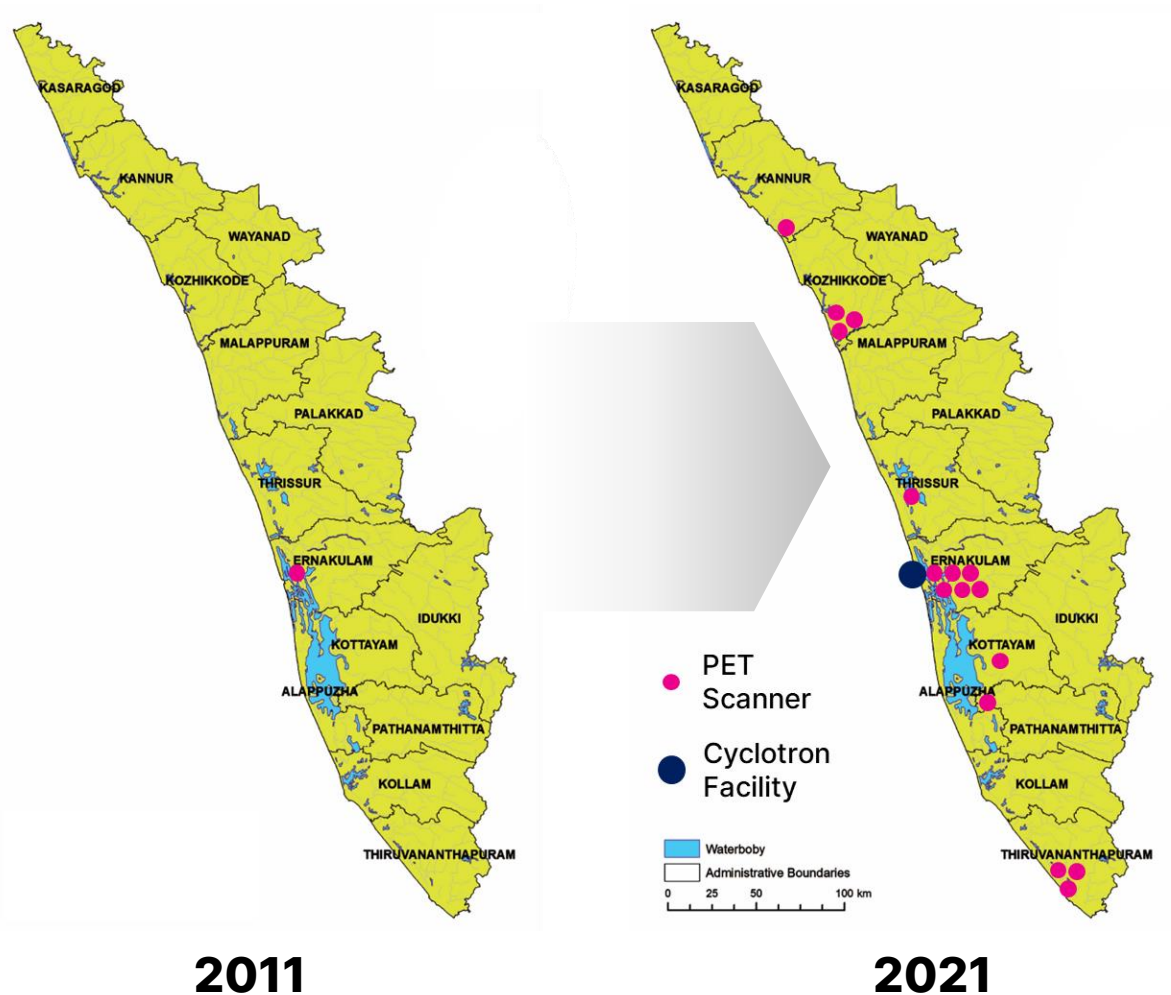 KASARAGOD
KANNUR
WAYANAD
KOZHIKKODE
MALAPPURAM
PALAKKAD
THRISSUR
ERNAKULAM
IDUKKI
KOTTAYAM
ALAPPUZHA
PATHANAMTHITTA
KOLLAM
THIRUVANANTHAPURAM
2011
KASARAGOD
KANNUR
WAYANAD
KOZHIKKODE
MALAPPURAM
PALAKKAD
THRISSUR
ERNAKULAM
IDUKKI
KOTTAYAM
ALAPPUZHA
PATHANAMTHITTA
KOLLAM
THIRUVANANTHAPURAM
PET
Scanner
Cyclotron
Facility
Waterboby
Administrative Boundaries
0 25 50 100 km
2021